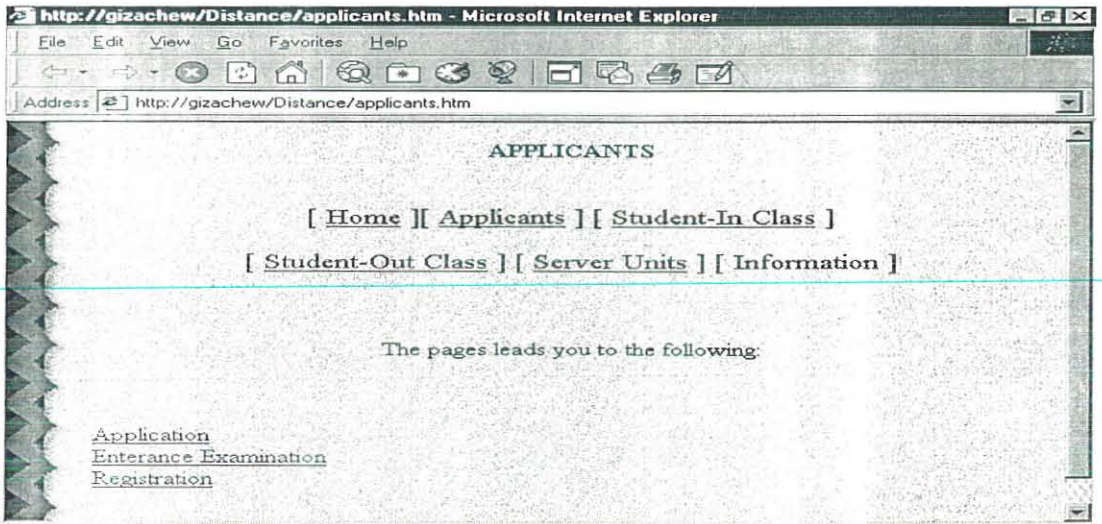 http://gizachew/Distance/applicants.htm - Microsoft Internet Explorer
File Edit View Go Favorites Help
Address http://gizachew/Distance/applicants.htm
APPLICANTS
[ Home ][ Applicants ] [ Student-In Class ]
[ Student-Out Class ] [ Server Units ] [ Information ]
The pages leads you to the following:
Application
Enterance Examination
Registration